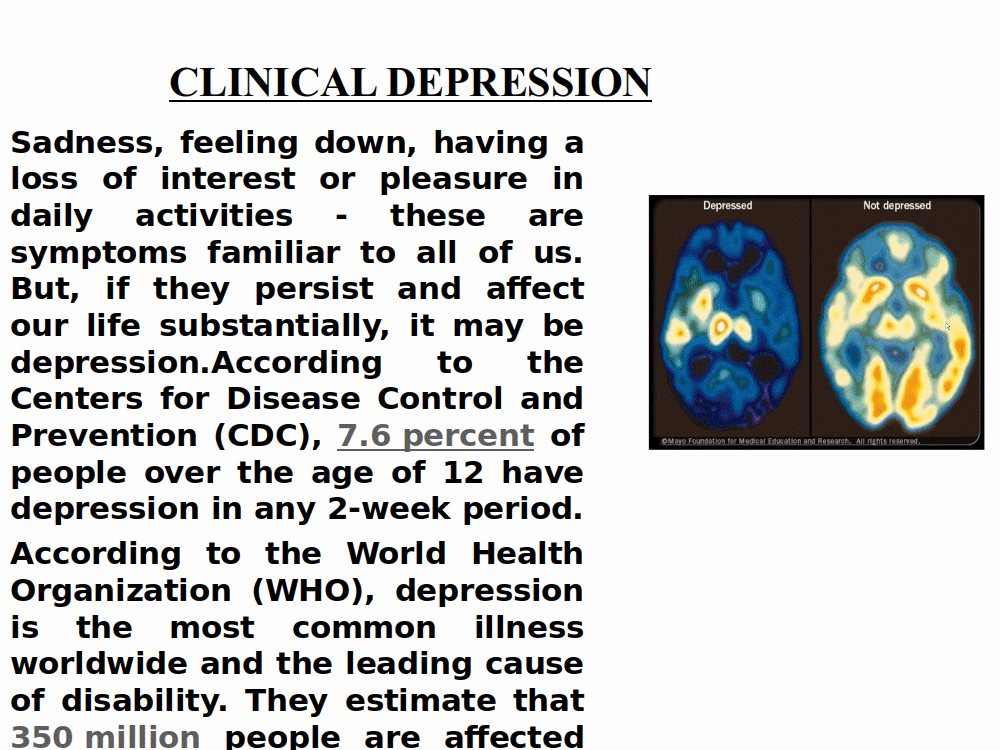 CLINICAL DEPRESSION
Sadness, feeling down, having a
loss of interest or pleasure in
daily activities - these are
symptoms familiar to all of us.
But, if they persist and affect
our life substantially, it may be
depression.According to the
Centers for Disease Control and
Prevention (CDC), 7.6 percent of
people over the age of 12 have
depression in any 2-week period.
According to the World Health
Organization (WHO), depression
is the most common illness
worldwide and the leading cause
of disability. They estimate that
350 million people are affected
Depressed
Not depressed
©Mayo Foundation for Medical Education and Research. All rights reserved.